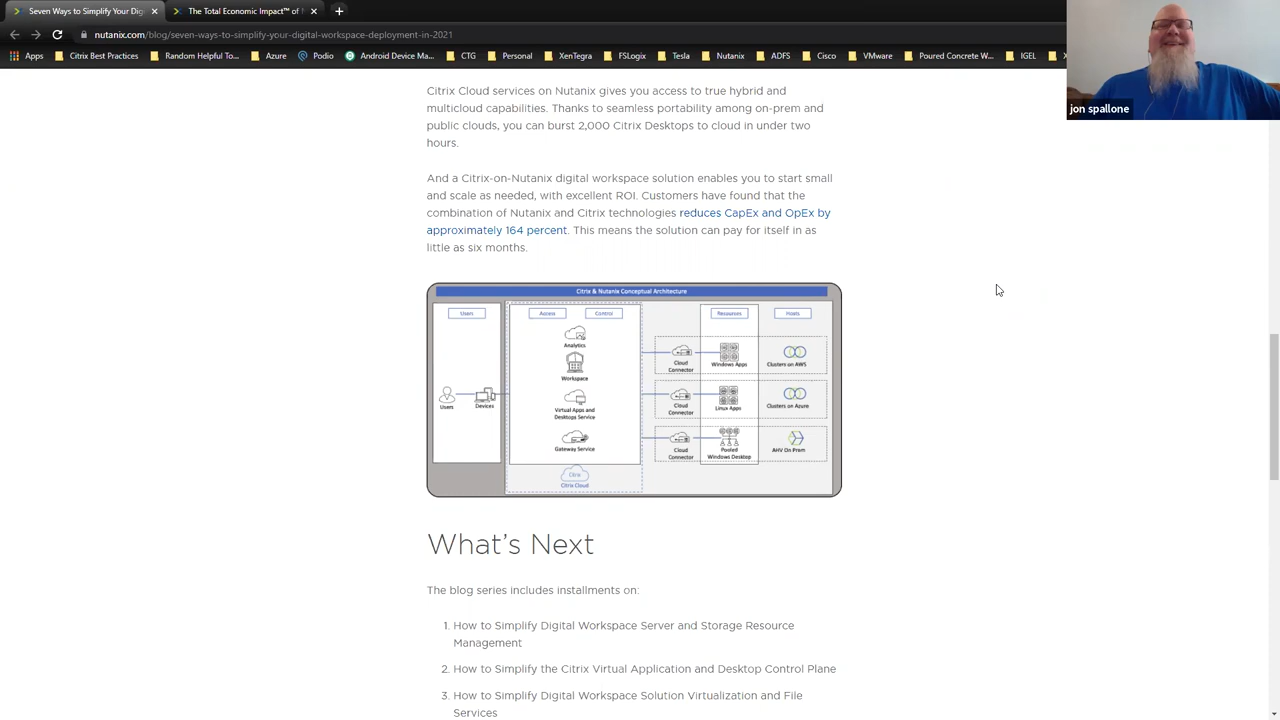 Seven Ways to Simplify Your Dig
The Total Economic Impact™ of N
nutanix.com/blog/seven-ways-to-simplify-your-digital-workspace-deployment-in-2021
Apps
Citrix Best Practices
Random Helpful To...
Azure
Podio
Android Device Ma...
CTG
Personal
XenTegra
FSLogix
Tesla
Nutanix
ADFS
Cisco
VMware
Poured Concrete W...
IGEL
X
jon spallone
Citrix Cloud services on Nutanix gives you access to true hybrid and
multicloud capabilities. Thanks to seamless portability among on-prem and
public clouds, you can burst 2,000 Citrix Desktops to cloud in under two
hours.
And a Citrix-on-Nutanix digital workspace solution enables you to start small
and scale as needed, with excellent ROI. Customers have found that the
combination of Nutanix and Citrix technologies reduces CapEx and OpEx by
approximately 164 percent. This means the solution can pay for itself in as
little as six months.
Citrix & Nutanix Conceptual Architecture
Users
Access
Control
Resources
Hosts
Analytics
Workspace
Virtual Apps and
Desktops Service
Gateway Service
Citrix
Citrix Cloud
Users
Devices
Cloud
Connector
Windows Apps
Clusters on AWS
Cloud
Connector
Linux Apps
Clusters on Azure
Cloud
Connector
Pooled
Windows Desktop
AHV On Prem
What's Next
The blog series includes installments on:
1. How to Simplify Digital Workspace Server and Storage Resource
Management
2. How to Simplify the Citrix Virtual Application and Desktop Control Plane
3. How to Simplify Digital Workspace Solution Virtualization and File
Services